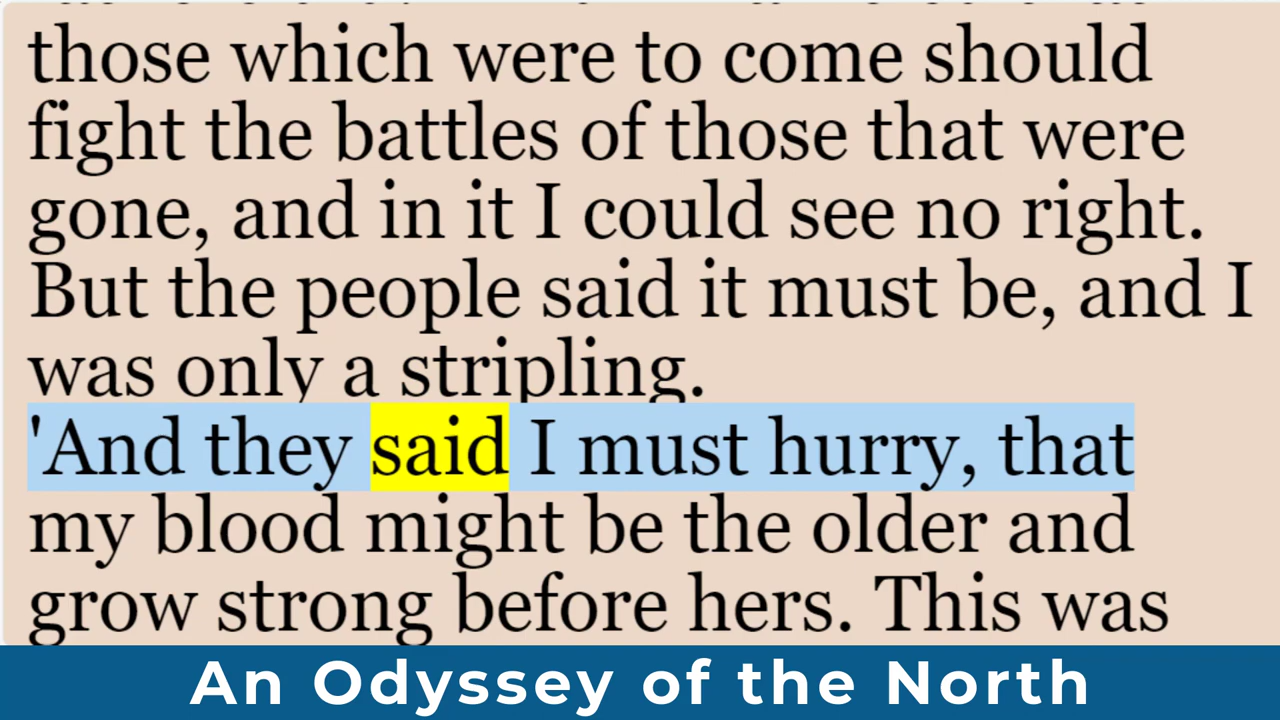 those which were to come should
fight the battles of those that were
gone, and in it I could see no right.
But the people said it must be, and I
was only a stripling.
'And they said I must hurry, that
my blood might be the older and
grow strong before hers. This was
An Odyssey of the North